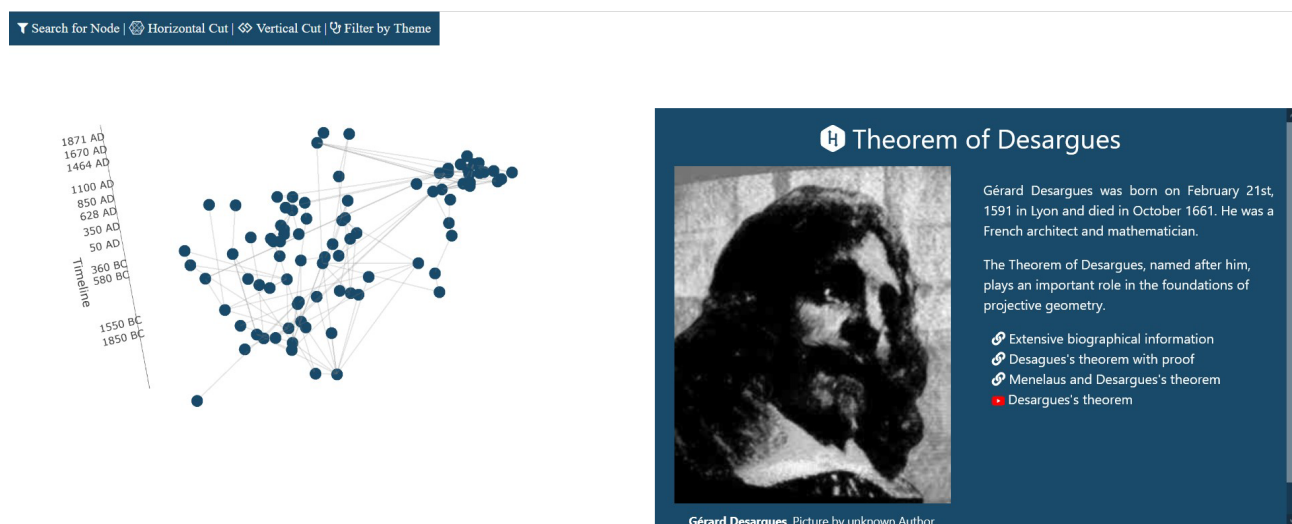 Search for Node | Horizontal Cut | Vertical Cut | Filter by Theme
1871 AD
1670 AD
1464 AD
1100 AD
850 AD
628 AD
350 AD
50 AD
360 BC
580 BC
Timeline
1550 BC
1850 BC
Theorem of Desargues
Gérard Desargues was born on February 21st,
1591 in Lyon and died in October 1661. He was a
French architect and mathematician.
The Theorem of Desargues, named after him,
plays an important role in the foundations of
projective geometry.
Extensive biographical information
Desagues's theorem with proof
Menelaus and Desargues's theorem
Desargues's theorem
Gérard Desargues. Picture by unknown Author